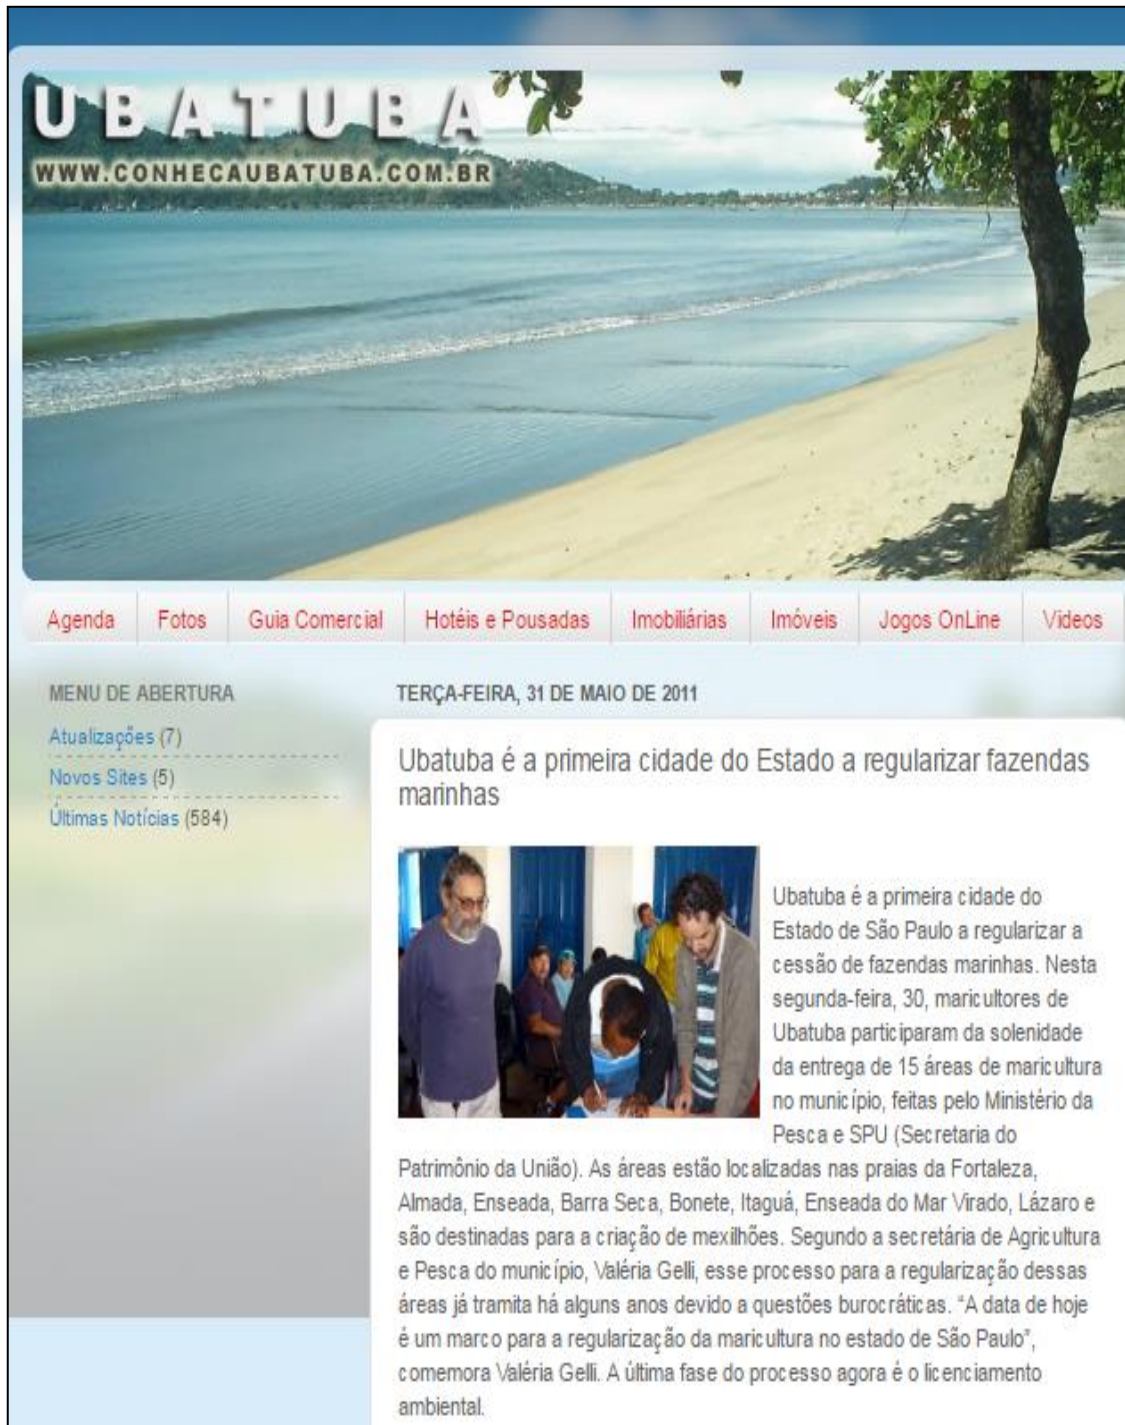 UBATUBA
WWW.CONHECAUBATUBA.COM.BR
Agenda Fotos Guia Comercial Hotéis e Pousadas Imobiliárias Imóveis Jogos OnLine Videos
MENU DE ABERTURA
Atualizações (7)
Novos Sites (5)
Últimas Notícias (584)
TERÇA-FEIRA, 31 DE MAIO DE 2011
Ubatuba é a primeira cidade do Estado a regularizar fazendas
marinhas
Ubatuba é a primeira cidade do
Estado de São Paulo a regularizar a
cessão de fazendas marinhas. Nesta
segunda-feira, 30, maricultores de
Ubatuba participaram da solenidade
da entrega de 15 áreas de maricultura
no município, feitas pelo Ministério da
Pesca e SPU (Secretaria do
Patrimônio da União). As áreas estão localizadas nas praias da Fortaleza,
Almada, Enseada, Barra Seca, Bonete, Itaguá, Enseada do Mar Virado, Lázaro e
são destinadas para a criação de mexilhões. Segundo a secretária de Agricultura
e Pesca do município, Valéria Gelli, esse processo para a regularização dessas
áreas já tramita há alguns anos devido a questões burocráticas. “A data de hoje
é um marco para a regularização da maricultura no estado de São Paulo”,
comemora Valéria Gelli. A última fase do processo agora é o licenciamento
ambiental.